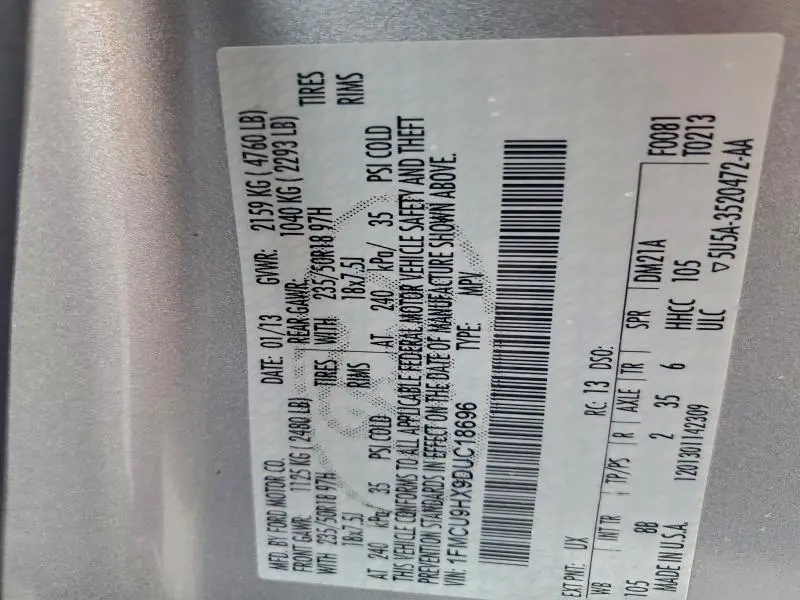 MFD. BY FORD MOTOR CO.
DATE: 01/13 GVWR: 2159 KG ( 4760 LB)
FRONT GAWR: 1125 KG ( 2480 LB) REAR GAWR: 1040 KG ( 2293 LB)
WITH 235/50R18 97H TIRES WITH 235/50R18 97H TIRES
18x7.5J RIMS 18x7.5J RIMS
AT 240 kPa/ 35 PSI COLD AT 240 kPa/ 35 PSI COLD
THIS VEHICLE CONFORMS TO ALL APPLICABLE FEDERAL MOTOR VEHICLE SAFETY AND THEFT
PREVENTION STANDARDS IN EFFECT ON THE DATE OF MANUFACTURE SHOWN ABOVE.
VIN: 1FMCU9HX9DUC18696 TYPE: MPV
EXT PNT: UX RC: 13 DSO: F0081
WB INT TR TP/PS R AXLE TR SPR DM21A T0213
105 8B 2 35 6 HHCC 105
MADE IN U.S.A. 1201301142309 ULC ▽5U5A-3520472-AA